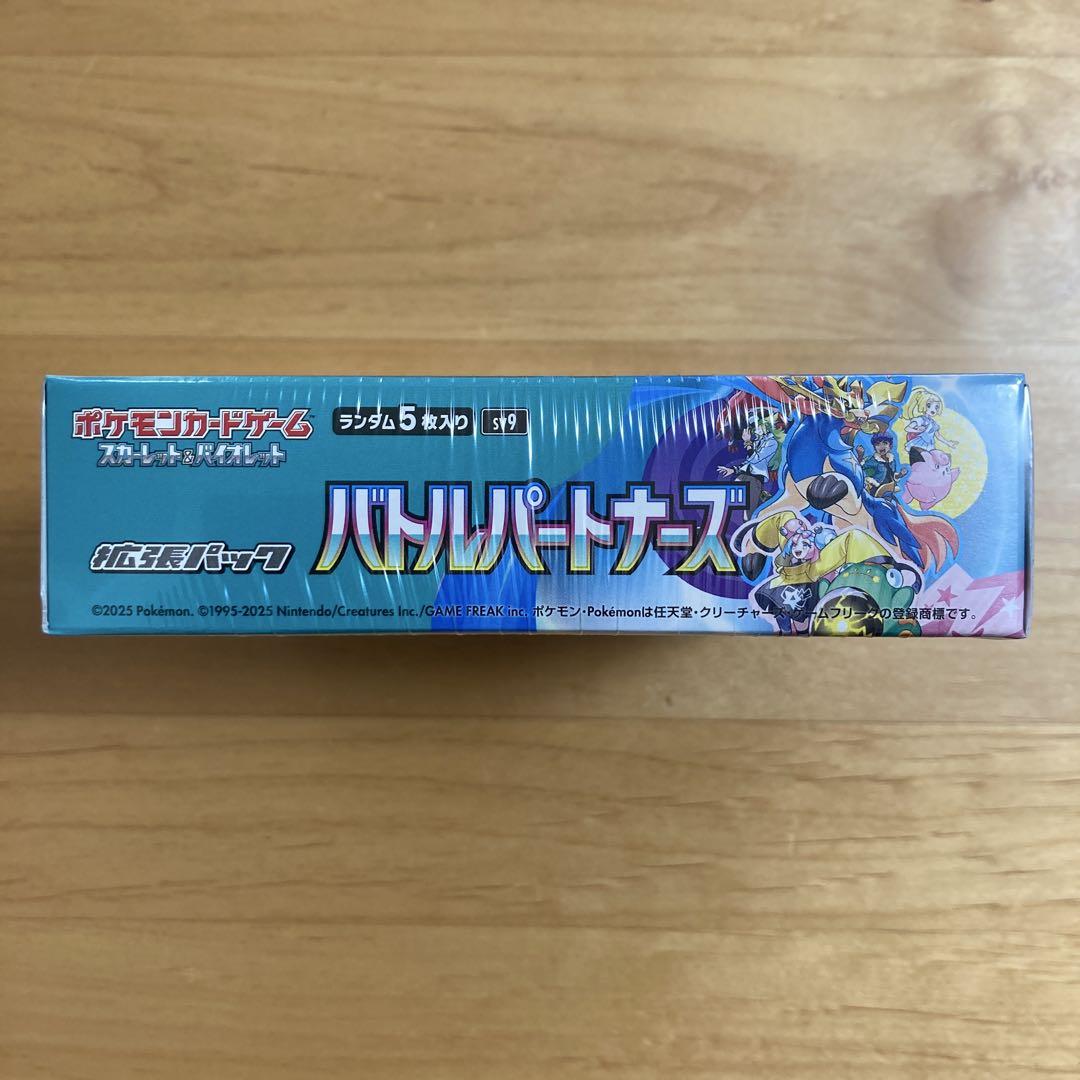 ポケモンカードゲーム™
スカーレット&バイオレット
ランダム5枚入り sv9
拡張パック
バトルパートナーズ
©2025 Pokémon. ©1995-2025 Nintendo/Creatures Inc./GAME FREAK inc. ポケモン・Pokémonは任天堂・クリーチャーズ・ゲームフリークの登録商標です。